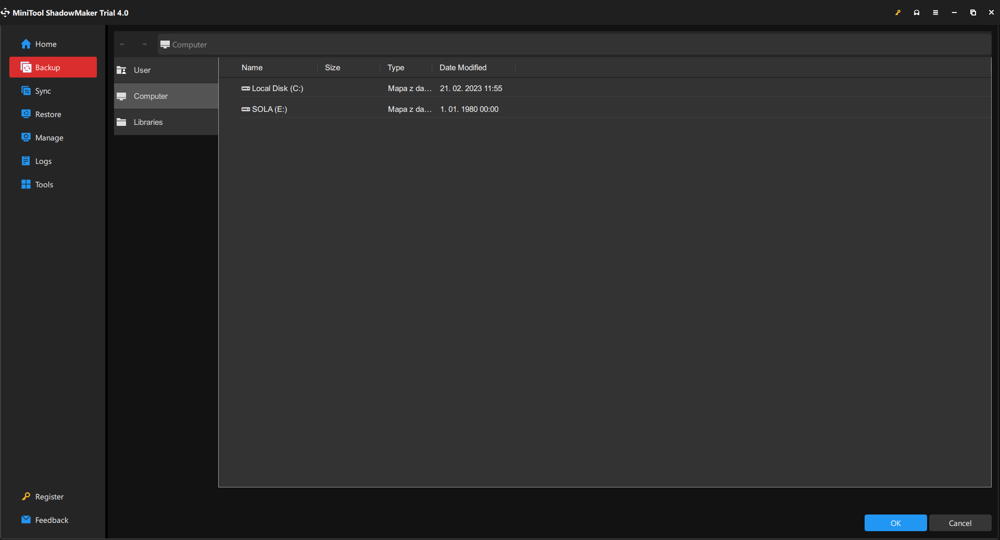 MiniTool ShadowMaker Trial 4.0
Home
Backup
Sync
Restore
Manage
Logs
Tools
Register
Feedback
Computer
User
Computer
Libraries
Name Size Type Date Modified
Local Disk (C:) Mapa z da... 21. 02. 2023 11:55
SOLA (E:) Mapa z da... 1. 01. 1980 00:00
OK Cancel